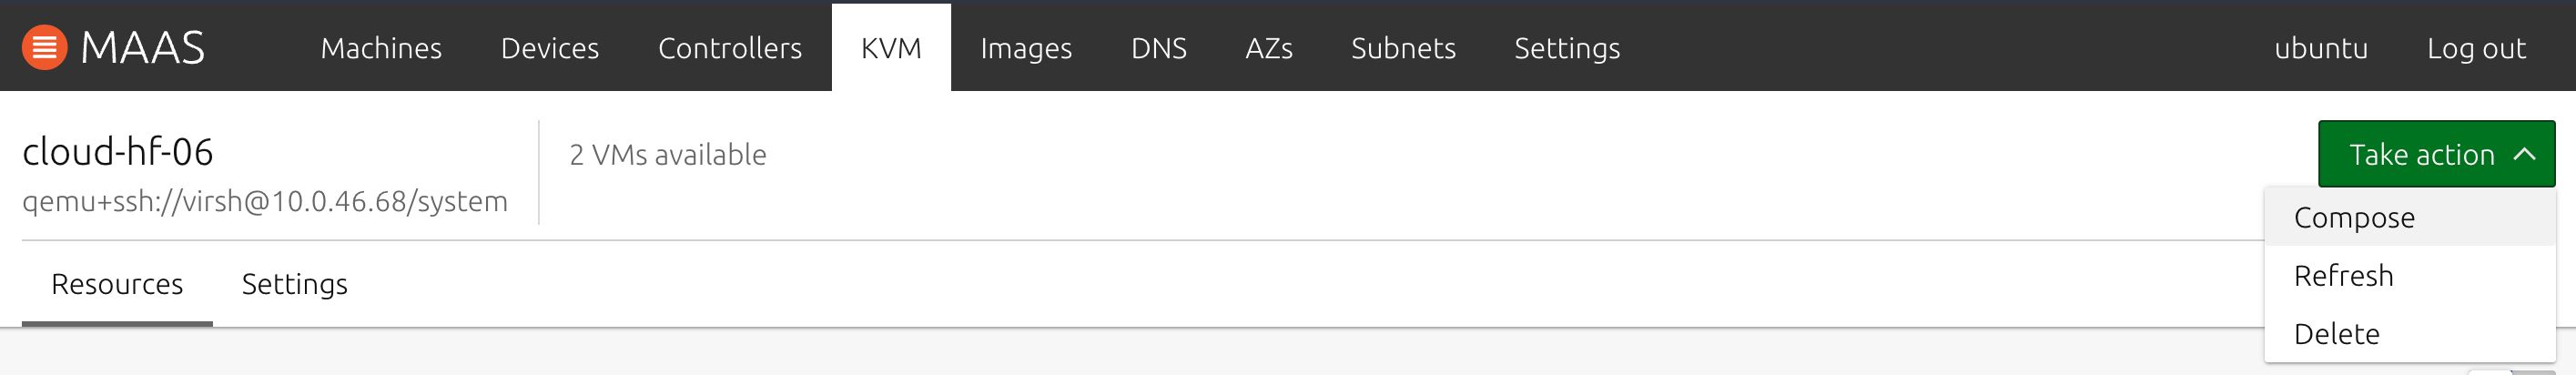 MAAS Machines Devices Controllers KVM Images DNS AZs Subnets Settings ubuntu Log out
cloud-hf-06 2 VMs available Take action
qemu+ssh://virsh@10.0.46.68/system
Compose
Resources Settings
Refresh
Delete